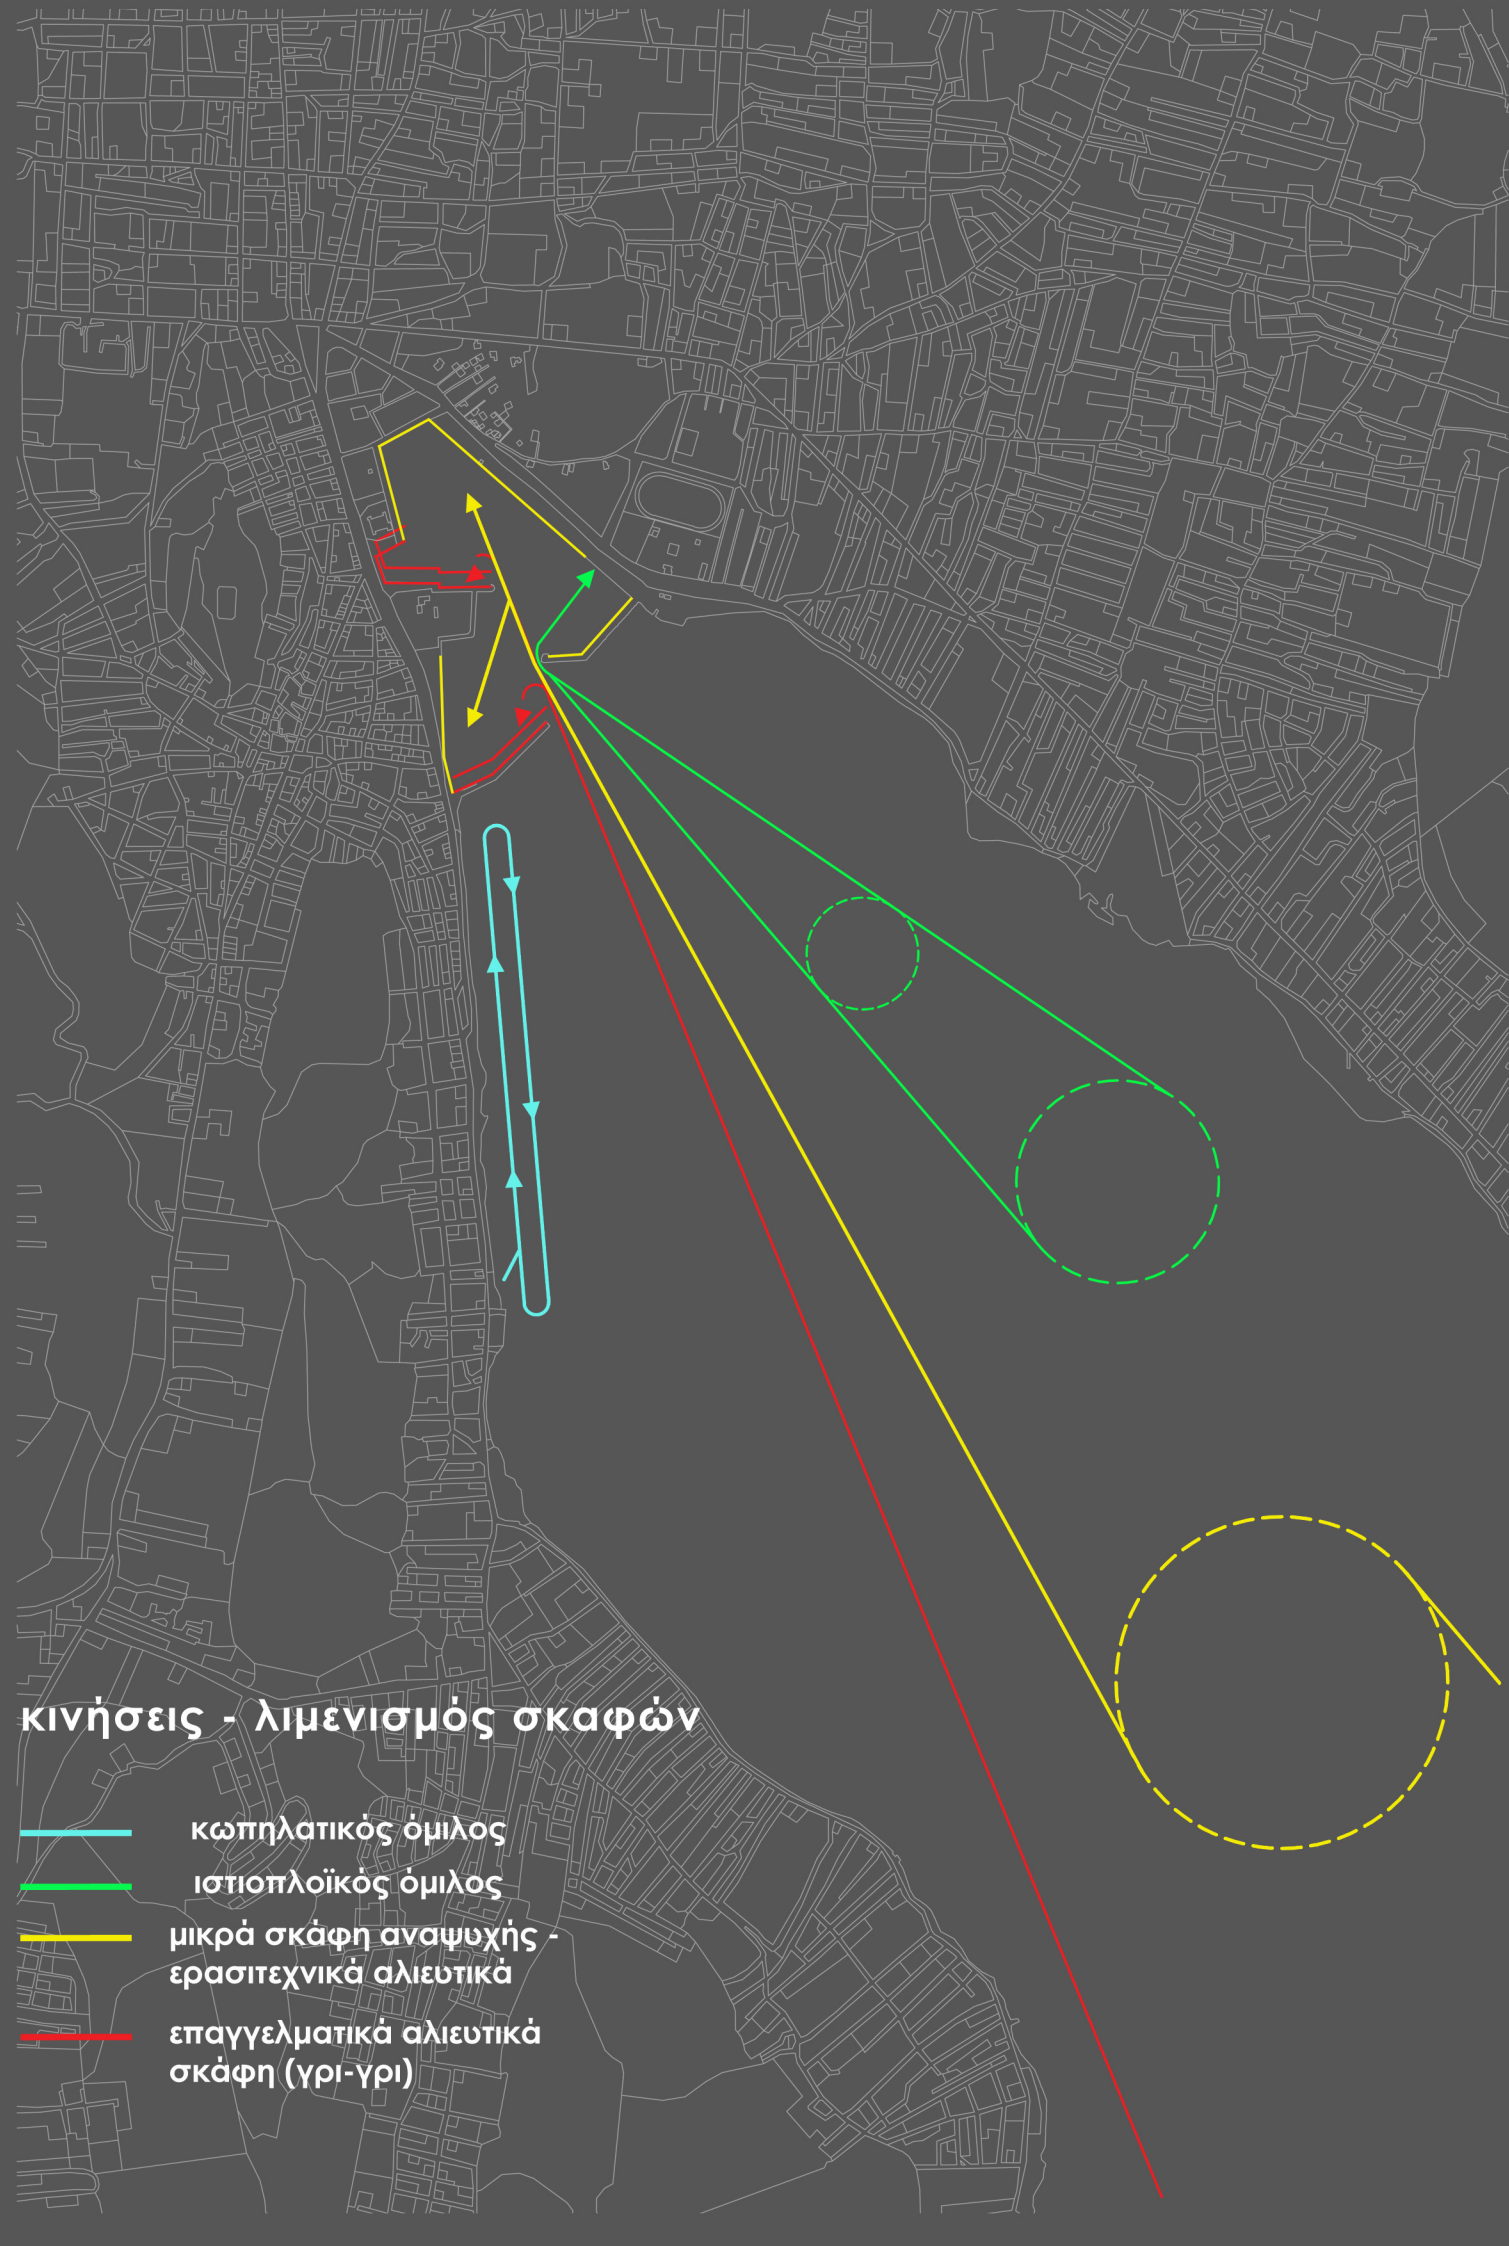 κινήσεις - λιμενισμός σκαφών
κωπηλατικός όμιλος
ιστιοπλοϊκός όμιλος
μικρά σκάφη αναψυχής -
ερασιτεχνικά αλιευτικά
επαγγελματικά αλιευτικά
σκάφη (γρι-γρι)